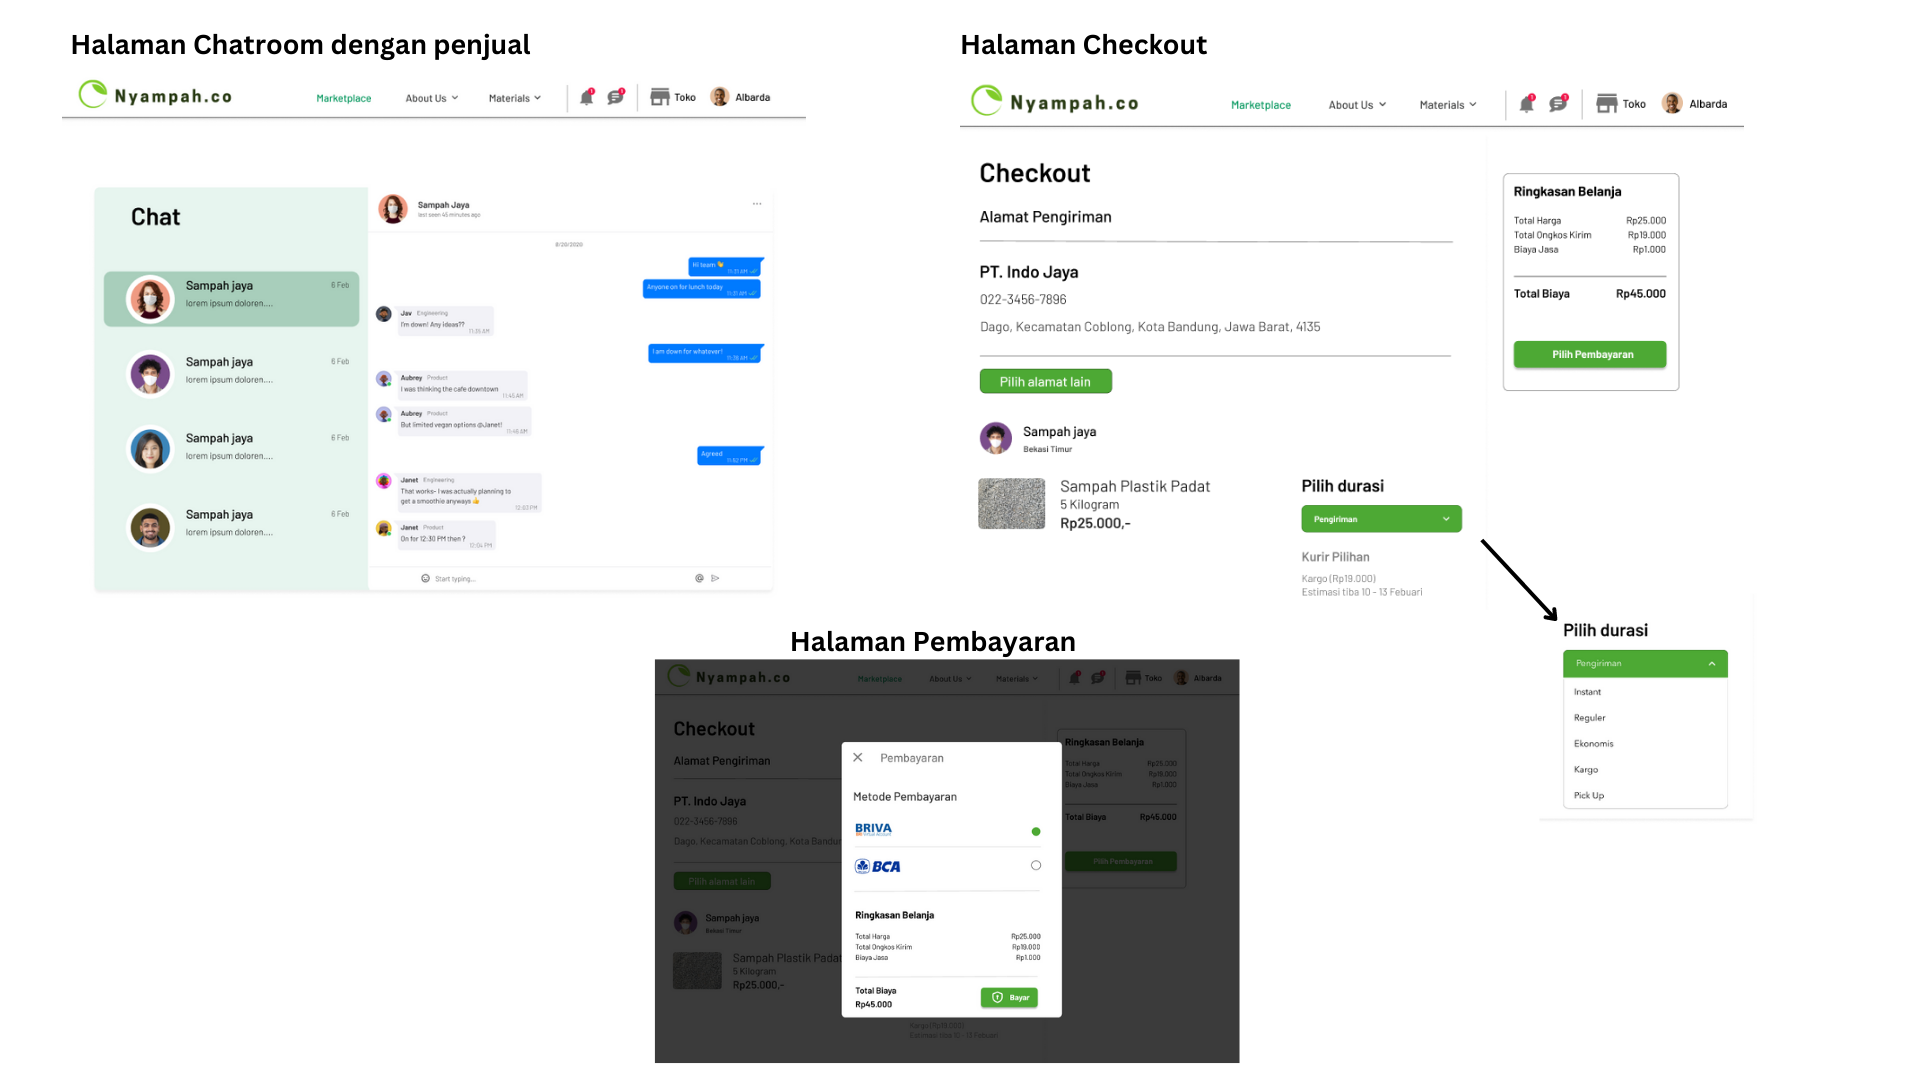 Halaman Chatroom dengan penjual
Nyampah.co
Marketplace
About Us
Materials
Toko
Albarda
Chat
Sampah jaya
6 Feb
lorem ipsum doloren....
Sampah jaya
6 Feb
lorem ipsum doloren....
Sampah jaya
6 Feb
lorem ipsum doloren....
Sampah jaya
6 Feb
lorem ipsum doloren....
Sampah Jaya
last seen 45 minutes ago
8/20/2020
Hi team 👋
11:31 AM
Anyone on for lunch today
11:31 AM
Jav Engineering
I'm down! Any ideas??
11:35 AM
I am down for whatever!
11:36 AM
Aubrey Product
I was thinking the cafe downtown
11:45 AM
Aubrey Product
But limited vegan options @Janet!
11:46 AM
Agreed
11:52 PM
Janet Engineering
That works- I was actually planning to
get a smoothie anyways 👍
12:03 PM
Janet Product
On for 12:30 PM then ?
12:04 PM
Start typing...
Halaman Checkout
Nyampah.co
Marketplace
About Us
Materials
Toko
Albarda
Checkout
Alamat Pengiriman
PT. Indo Jaya
022-3456-7896
Dago, Kecamatan Coblong, Kota Bandung, Jawa Barat, 4135
Pilih alamat lain
Sampah jaya
Bekasi Timur
Sampah Plastik Padat
5 Kilogram
Rp25.000,-
Pilih durasi
Pengiriman
Kurir Pilihan
Kargo (Rp19.000)
Estimasi tiba 10 - 13 Febuari
Ringkasan Belanja
Total Harga Rp25.000
Total Ongkos Kirim Rp19.000
Biaya Jasa Rp1.000
Total Biaya Rp45.000
Pilih Pembayaran
Pilih durasi
Pengiriman
Instant
Reguler
Ekonomis
Kargo
Pick Up
Halaman Pembayaran
Nyampah.co
Marketplace
About Us
Materials
Toko
Albarda
Checkout
Alamat Pengiriman
PT. Indo Jaya
022-3456-7896
Dago, Kecamatan Coblong, Kota Bandu
Pilih alamat lain
Sampah jaya
Bekasi Timur
Sampah Plastik Padat
5 Kilogram
Rp25.000,-
Kargo (Rp19.000)
Estimasi tiba 10 - 13 Febuari
Pembayaran
Metode Pembayaran
BRIVA
BCA
Ringkasan Belanja
Total Harga Rp25.000
Total Ongkos Kirim Rp19.000
Biaya Jasa Rp1.000
Total Biaya
Rp45.000
Bayar
Ringkasan Belanja
Total Harga Rp25.000
Total Ongkos Kirim Rp19.000
Biaya Jasa Rp1.000
Total Biaya Rp45.000
Pilih Pembayaran